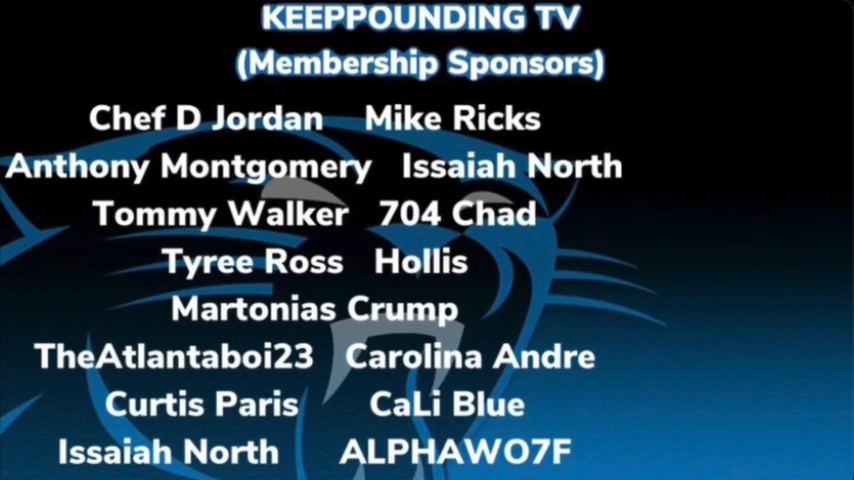 KEEPPOUNDING TV
(Membership Sponsors)
Chef D Jordan Mike Ricks
Anthony Montgomery Issaiah North
Tommy Walker 704 Chad
Tyree Ross Hollis
Martonias Crump
TheAtlantaboi23 Carolina Andre
Curtis Paris CaLi Blue
Issaiah North ALPHAWO7F